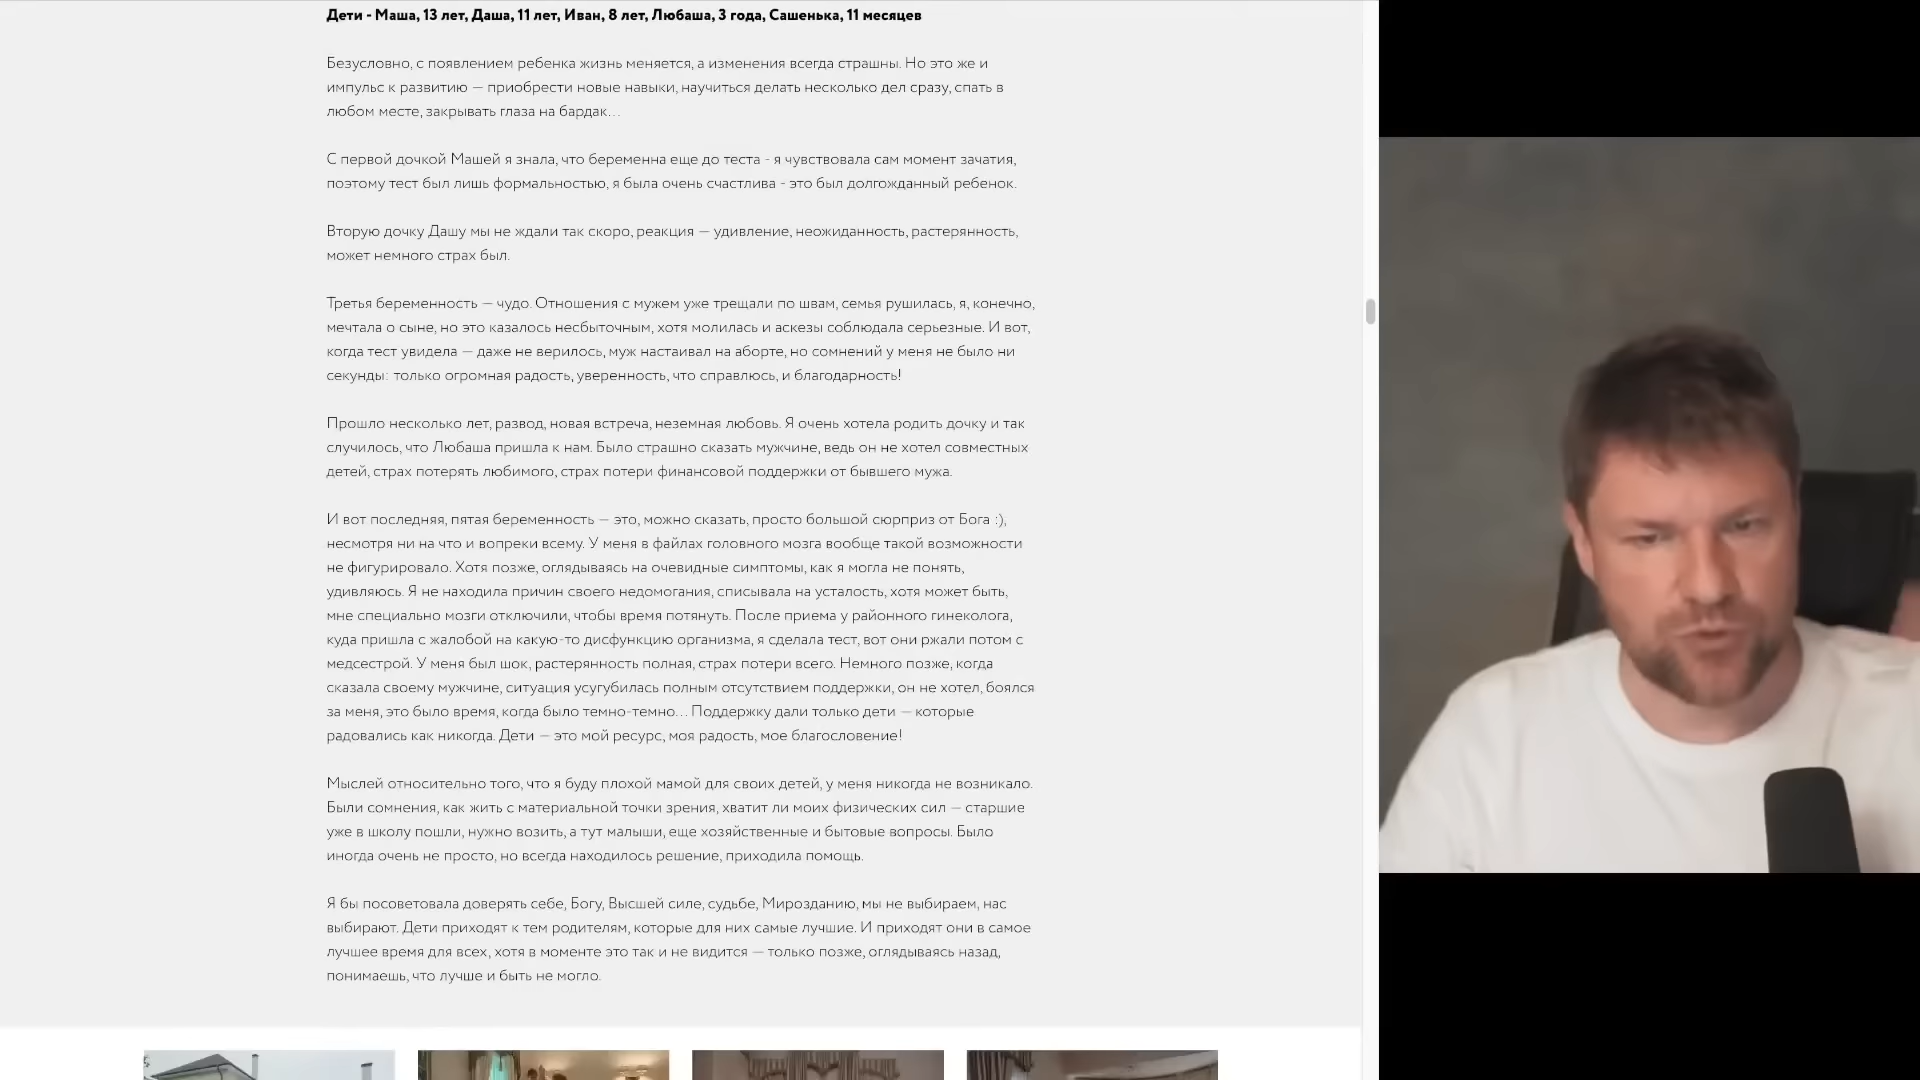 Дети - Маша, 13 лет, Даша, 11 лет, Иван, 8 лет, Любаша, 3 года, Сашенька, 11 месяцев
Безусловно, с появлением ребенка жизнь меняется, а изменения всегда страшны. Но это же и
импульс к развитию — приобрести новые навыки, научиться делать несколько дел сразу, спать в
любом месте, закрывать глаза на бардак...
С первой дочкой Машей я знала, что беременна еще до теста - я чувствовала сам момент зачатия,
поэтому тест был лишь формальностью, я была очень счастлива - это был долгожданный ребенок.
Вторую дочку Дашу мы не ждали так скоро, реакция — удивление, неожиданность, растерянность,
может немного страх был.
Третья беременность — чудо. Отношения с мужем уже трещали по швам, семья рушилась, я, конечно,
мечтала о сыне, но это казалось несбыточным, хотя молилась и аскезы соблюдала серьезные. И вот,
когда тест увидела — даже не верилось, муж настаивал на аборте, но сомнений у меня не было ни
секунды: только огромная радость, уверенность, что справлюсь, и благодарность!
Прошло несколько лет, развод, новая встреча, неземная любовь. Я очень хотела родить дочку и так
случилось, что Любаша пришла к нам. Было страшно сказать мужчине, ведь он не хотел совместных
детей, страх потерять любимого, страх потери финансовой поддержки от бывшего мужа.
И вот последняя, пятая беременность — это, можно сказать, просто большой сюрприз от Бога :),
несмотря ни на что и вопреки всему. У меня в файлах головного мозга вообще такой возможности
не фигурировало. Хотя позже, оглядываясь на очевидные симптомы, как я могла не понять,
удивляюсь. Я не находила причин своего недомогания, списывала на усталость, хотя может быть,
мне специально мозги отключили, чтобы время потянуть. После приема у районного гинеколога,
куда пришла с жалобой на какую-то дисфункцию организма, я сделала тест, вот они ржали потом с
медсестрой. У меня был шок, растерянность полная, страх потери всего. Немного позже, когда
сказала своему мужчине, ситуация усугубилась полным отсутствием поддержки, он не хотел, боялся
за меня, это было время, когда было темно-темно... Поддержку дали только дети — которые
радовались как никогда. Дети — это мой ресурс, моя радость, мое благословение!
Мыслей относительно того, что я буду плохой мамой для своих детей, у меня никогда не возникало.
Были сомнения, как жить с материальной точки зрения, хватит ли моих физических сил — старшие
уже в школу пошли, нужно возить, а тут малыши, еще хозяйственные и бытовые вопросы. Было
иногда очень не просто, но всегда находилось решение, приходила помощь.
Я бы посоветовала доверять себе, Богу, Высшей силе, судьбе, Мирозданию, мы не выбираем, нас
выбирают. Дети приходят к тем родителям, которые для них самые лучшие. И приходят они в самое
лучшее время для всех, хотя в моменте это так и не видится — только позже, оглядываясь назад,
понимаешь, что лучше и быть не могло.